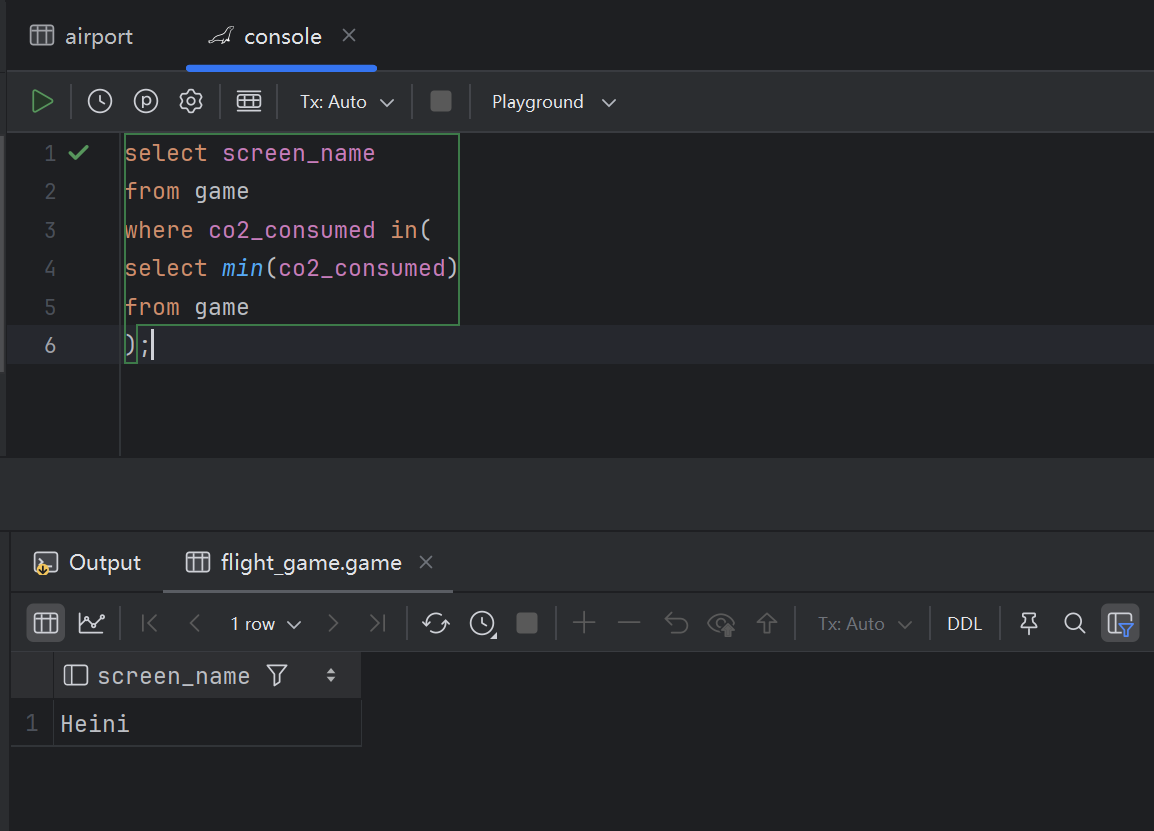 airport console
Tx: Auto Playground
1 select screen_name
2 from game
3 where co2_consumed in(
4 select min(co2_consumed)
5 from game
6 );
Output flight_game.game
1 row Tx: Auto DDL
screen_name
1 Heini